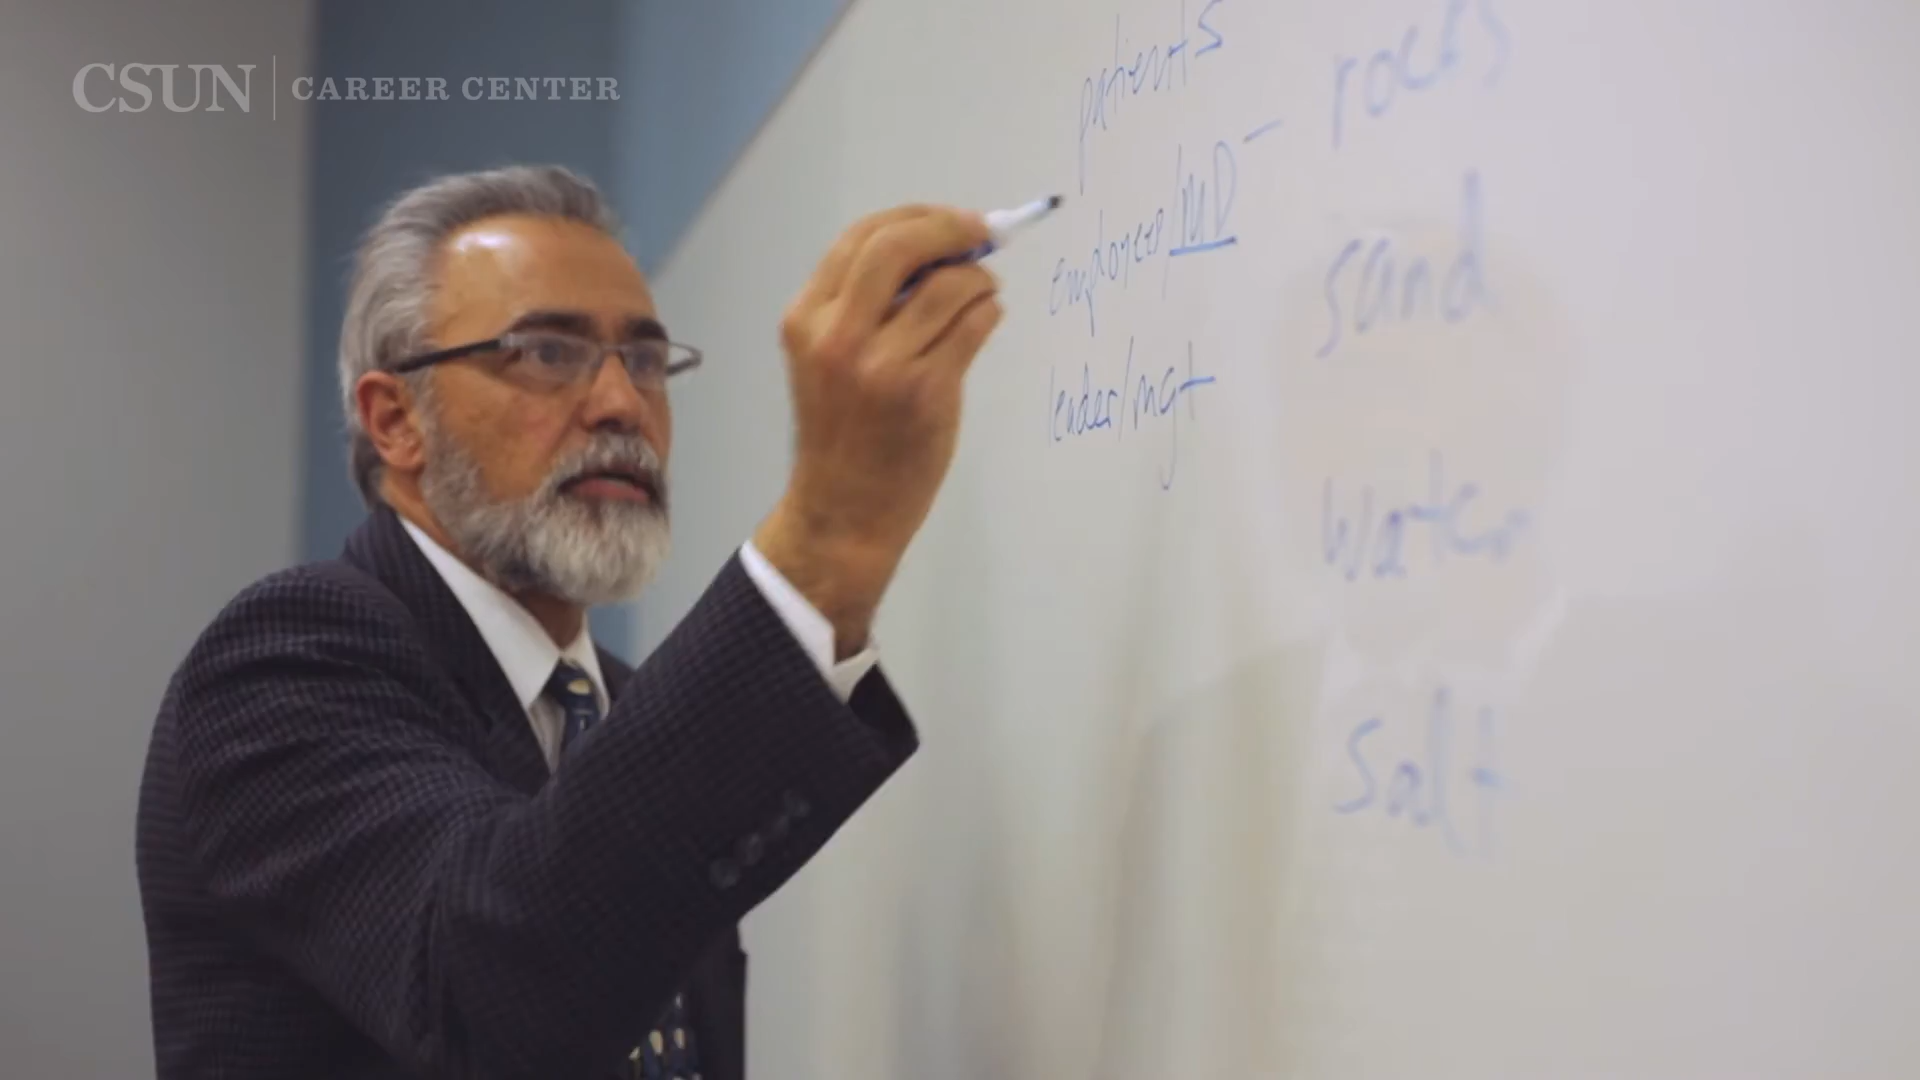 CSUN | CAREER CENTER
patients
employees/MD -
leader/mgt
rocks
sand
water
salt